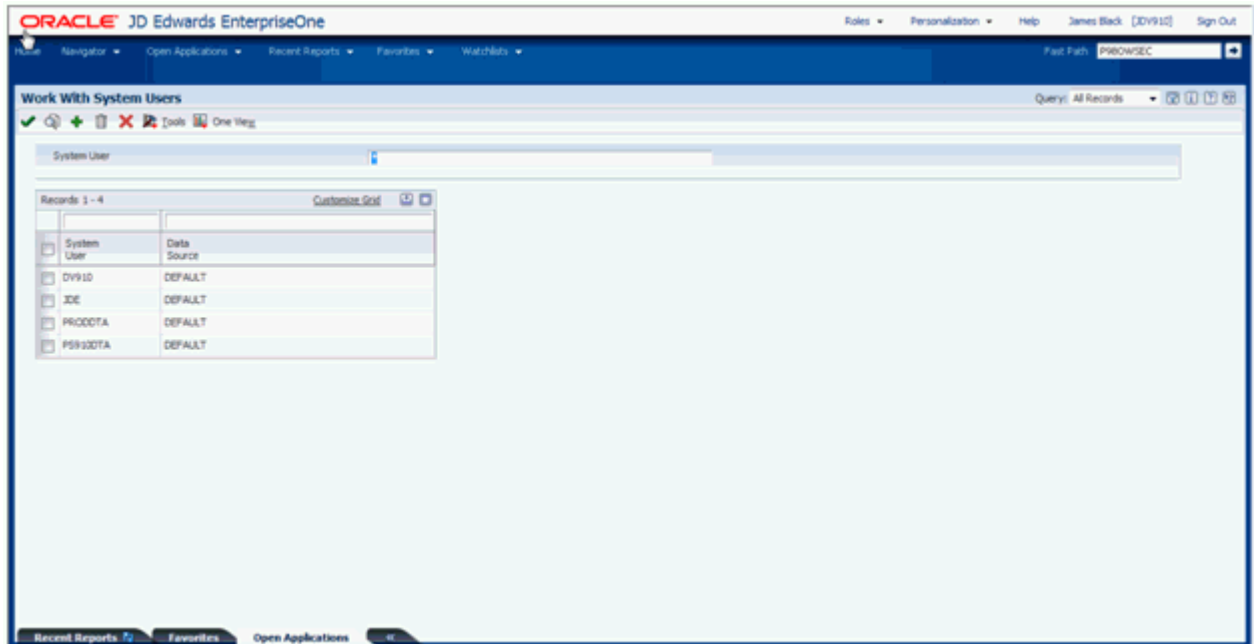 ORACLE JD Edwards EnterpriseOne
Roles Personalization Help James Black [JDV910] Sign Out
Home Navigator Open Applications Recent Reports Favorites Watchlists Fast Path P98OWSEC
Work With System Users Query: All Records
Tools One View
System User *
Records 1 - 4 Customize Grid
System User Data Source
DV910 DEFAULT
JDE DEFAULT
PRODDTA DEFAULT
PS910DTA DEFAULT
Recent Reports Favorites Open Applications <<